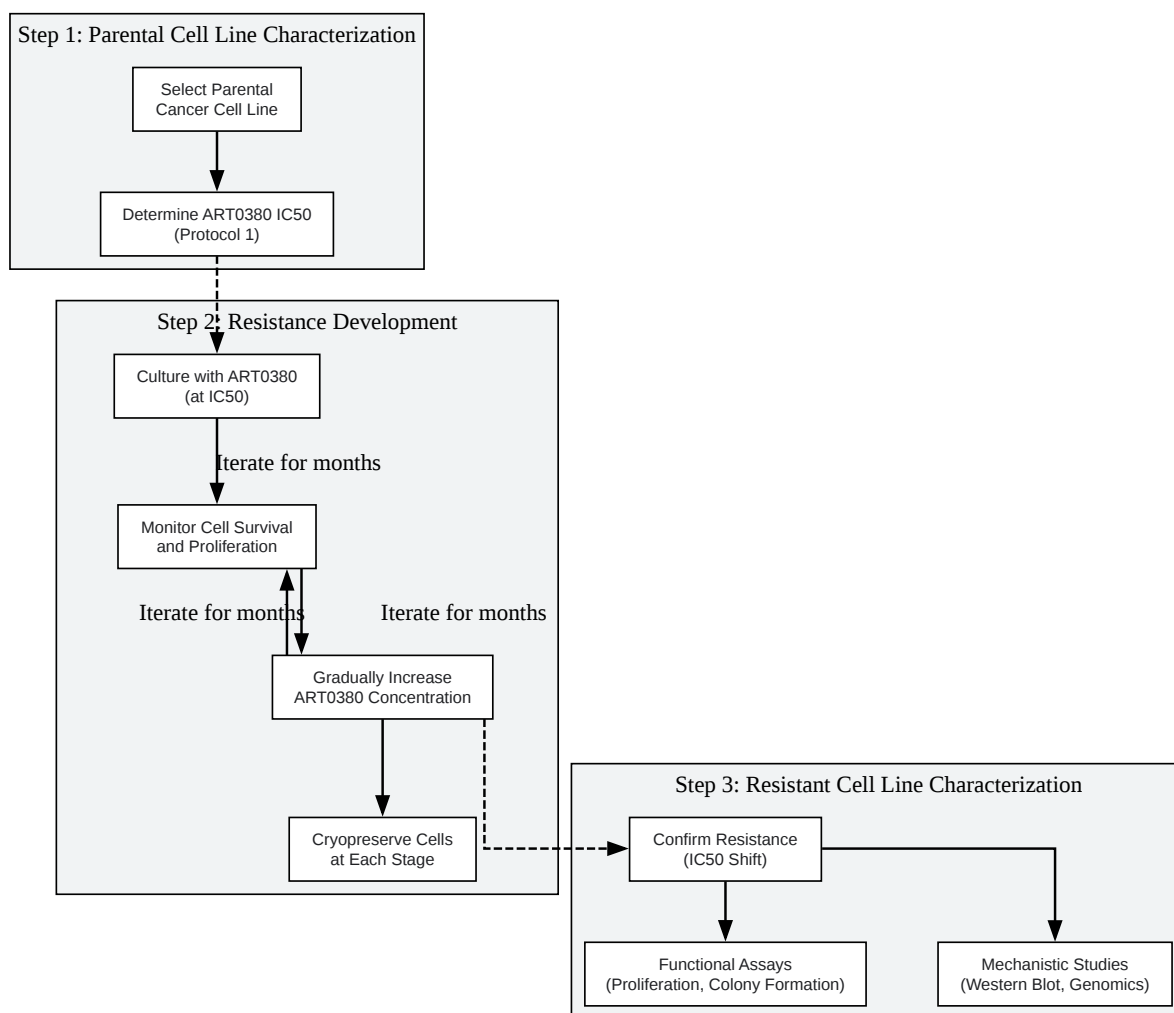 Step 1: Parental Cell Line Characterization
Select Parental
Cancer Cell Line
Determine ART0380 IC50
(Protocol 1)
Step 2: Resistance Development
Culture with ART0380
(at IC50)
Iterate for months
Monitor Cell Survival
and Proliferation
Iterate for months
Iterate for months
Gradually Increase
ART0380 Concentration
Cryopreserve Cells
at Each Stage
Step 3: Resistant Cell Line Characterization
Confirm Resistance
(IC50 Shift)
Functional Assays
(Proliferation, Colony Formation)
Mechanistic Studies
(Western Blot, Genomics)